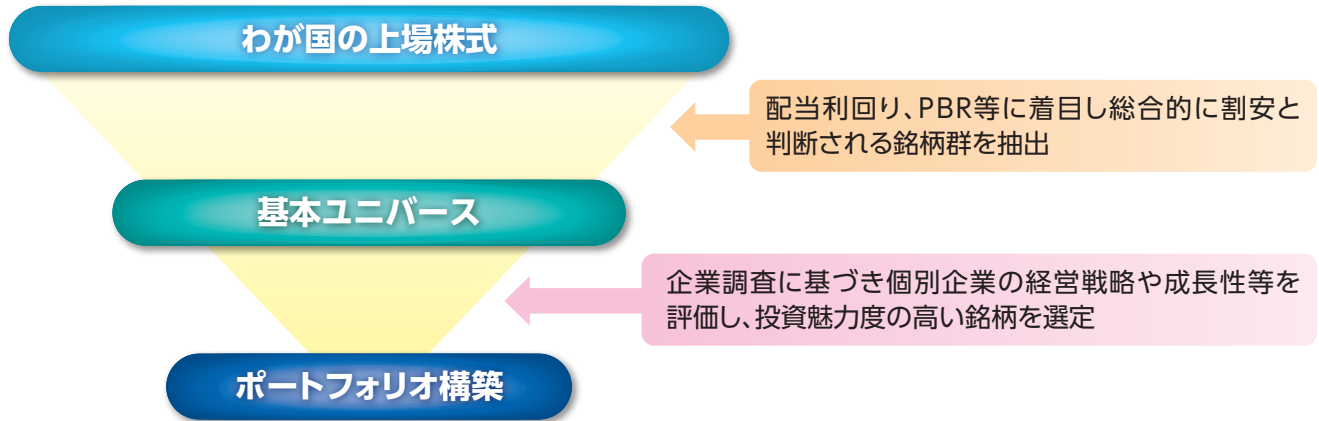 わが国の上場株式
配当利回り、PBR等に着目し総合的に割安と
判断される銘柄群を抽出
基本ユニバース
企業調査に基づき個別企業の経営戦略や成長性等を
評価し、投資魅力度の高い銘柄を選定
ポートフォリオ構築